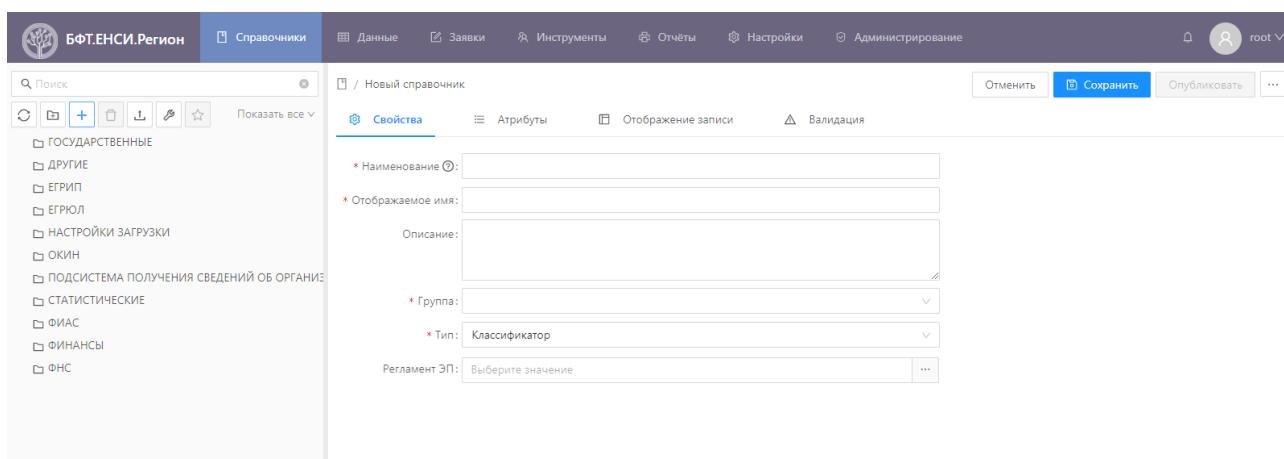 БФТ.ЕНСИ.Регион Справочники Данные Заявки Инструменты Отчёты Настройки Администрирование root
Поиск
Показать все
ГОСУДАРСТВЕННЫЕ
ДРУГИЕ
ЕГРИП
ЕГРЮЛ
НАСТРОЙКИ ЗАГРУЗКИ
ОКИН
ПОДСИСТЕМА ПОЛУЧЕНИЯ СВЕДЕНИЙ ОБ ОРГАНИЗ
СТАТИСТИЧЕСКИЕ
ФИАС
ФИНАНСЫ
ФНС
/ Новый справочник
Отменить Сохранить Опубликовать ...
Свойства Атрибуты Отображение записи Валидация
* Наименование ?:
* Отображаемое имя:
Описание:
* Группа:
* Тип: Классификатор
Регламент ЭП: Выберите значение ...